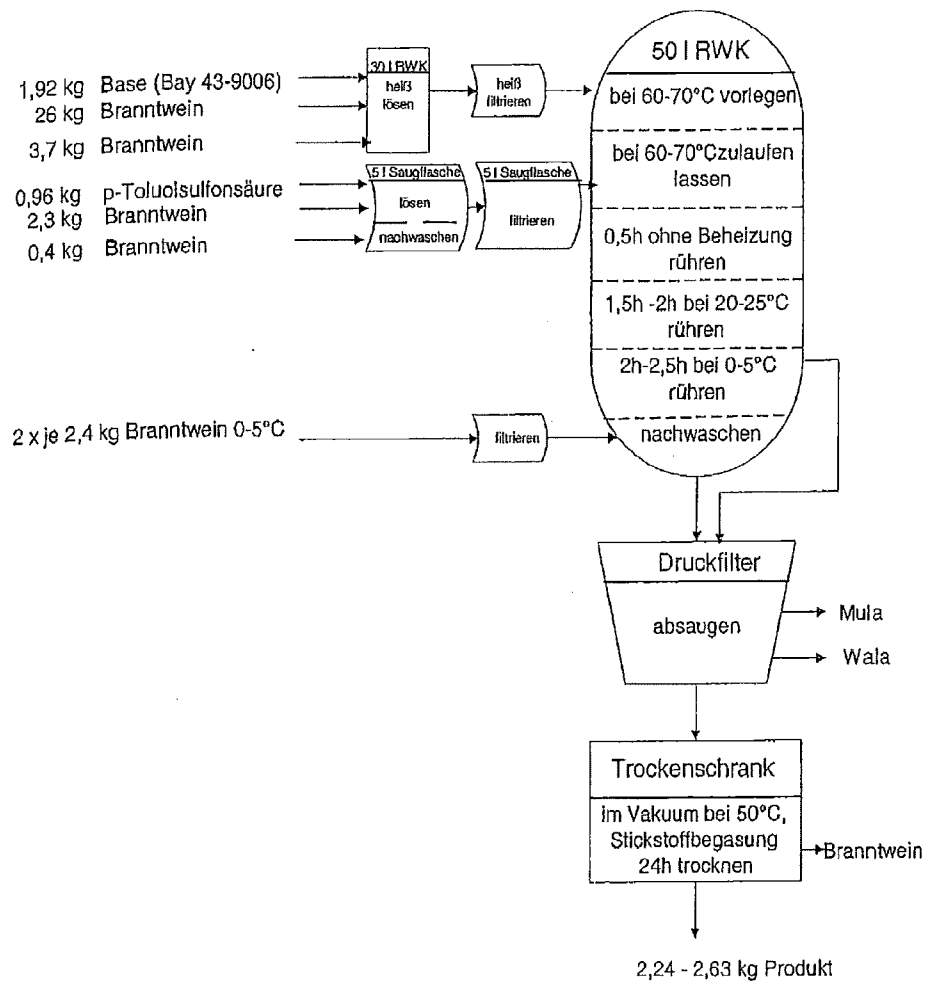 50 l RWK
1,92 kg Base (Bay 43-9006)
26 kg Branntwein
3,7 kg Branntwein
30 l RWK
heiß
lösen
heiß
filtrieren
bei 60-70°C vorlegen
0,96 kg p-Toluolsulfonsäure
2,3 kg Branntwein
0,4 kg Branntwein
5 l Saugflasche
lösen
nachwaschen
5 l Saugflasche
filtrieren
bei 60-70°Czulaufen
lassen
0,5h ohne Beheizung
rühren
1,5h -2h bei 20-25°C
rühren
2h-2,5h bei 0-5°C
rühren
2 x je 2,4 kg Branntwein 0-5°C
filtrieren
nachwaschen
Druckfilter
absaugen
Mula
Wala
Trockenschrank
im Vakuum bei 50°C,
Stickstoffbegasung
24h trocknen
Branntwein
2,24 - 2,63 kg Produkt